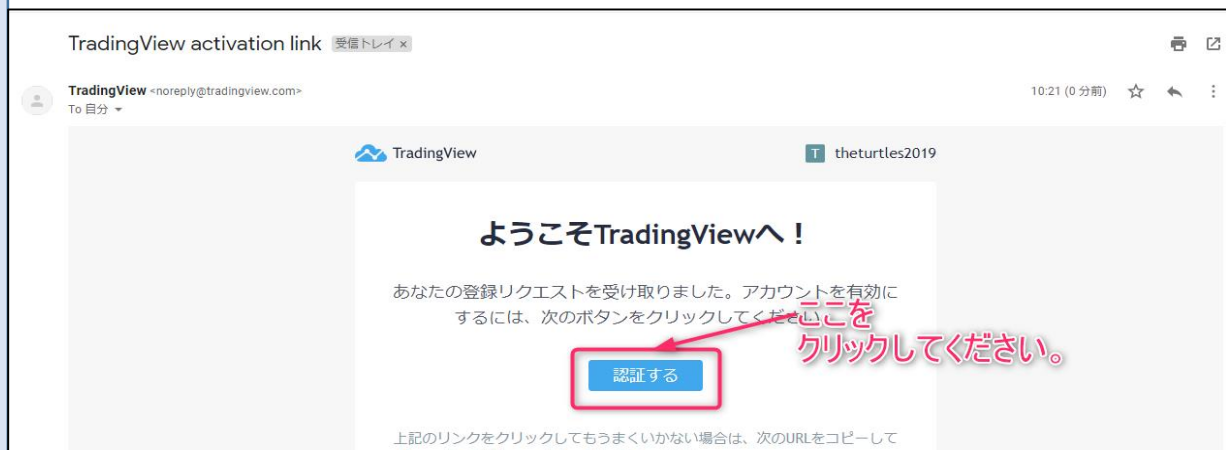 TradingView activation link 受信トレイ ×
TradingView <noreply@tradingview.com>
10:21 (0 分前)
To 自分
TradingView
T theturtles2019
ようこそTradingViewへ！
あなたの登録リクエストを受け取りました。アカウントを有効に
するには、次のボタンをクリックしてください。
ここを
クリックしてください。
認証する
上記のリンクをクリックしてもうまくいかない場合は、次のURLをコピーして